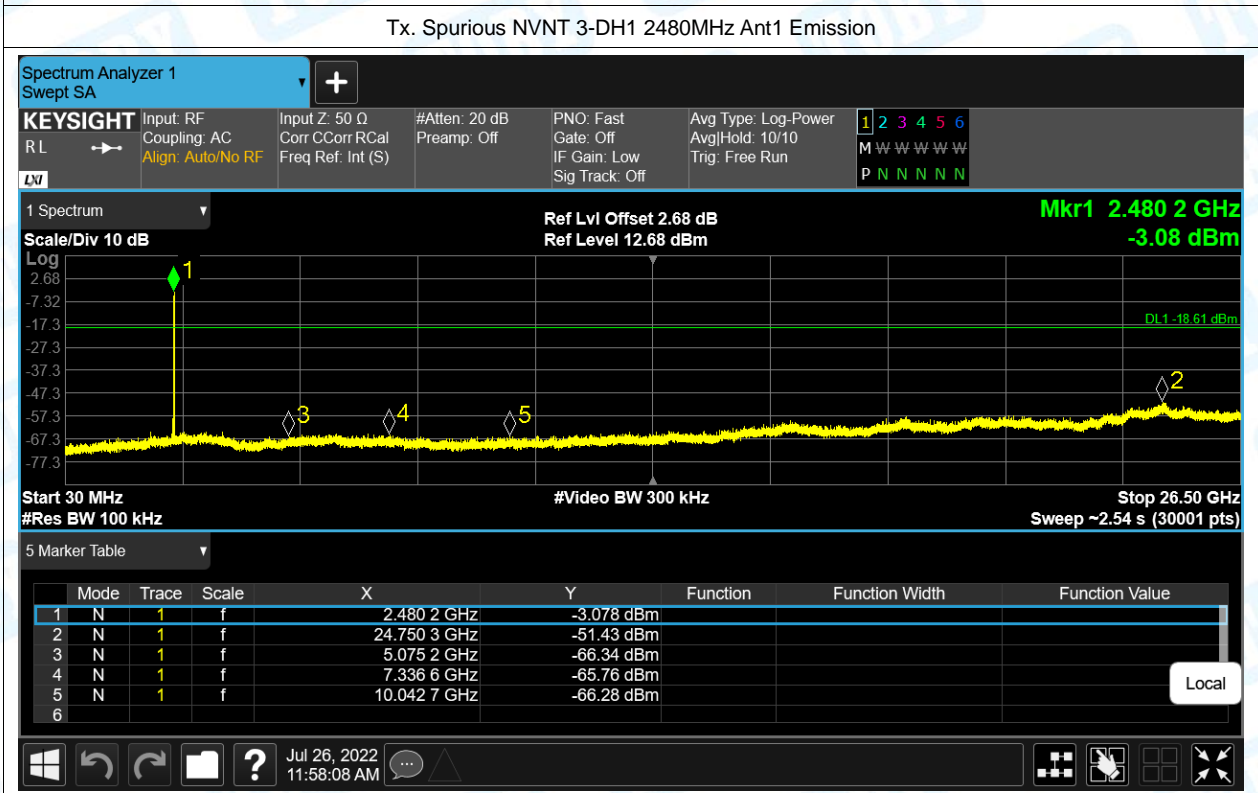 Tx. Spurious NVNT 3-DH1 2480MHz Ant1 Emission
Spectrum Analyzer 1
Swept SA
KEYSIGHT
R L
LXI
Input: RF
Coupling: AC
Align: Auto/No RF
Input Z: 50 Ω
Corr CCorr RCal
Freq Ref: Int (S)
#Atten: 20 dB
Preamp: Off
PNO: Fast
Gate: Off
IF Gain: Low
Sig Track: Off
Avg Type: Log-Power
Avg|Hold: 10/10
Trig: Free Run
1 2 3 4 5 6
M W W W W W
P N N N N N
1 Spectrum
Scale/Div 10 dB
Ref Lvl Offset 2.68 dB
Ref Level 12.68 dBm
Mkr1 2.480 2 GHz
-3.08 dBm
Log
2.68
-7.32
-17.3
-27.3
-37.3
-47.3
-57.3
-67.3
-77.3
1
DL1 -18.61 dBm
2
3
4
5
Start 30 MHz
#Video BW 300 kHz
Stop 26.50 GHz
#Res BW 100 kHz
Sweep ~2.54 s (30001 pts)
5 Marker Table
Mode Trace Scale X Y Function Function Width Function Value
1 N 1 f 2.480 2 GHz -3.078 dBm
2 N 1 f 24.750 3 GHz -51.43 dBm
3 N 1 f 5.075 2 GHz -66.34 dBm
4 N 1 f 7.336 6 GHz -65.76 dBm
5 N 1 f 10.042 7 GHz -66.28 dBm
6
Local
?
Jul 26, 2022
11:58:08 AM